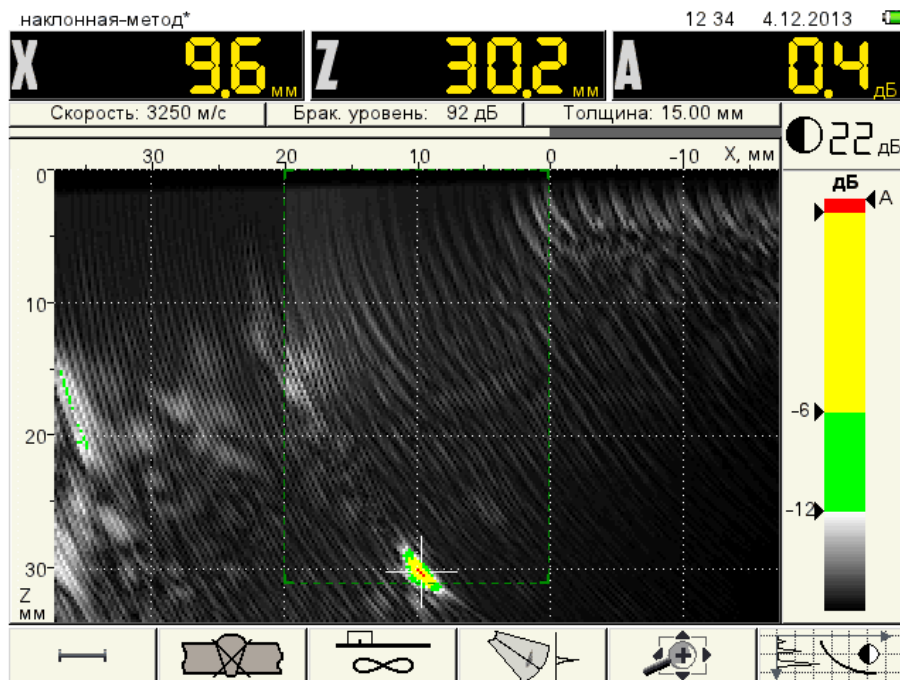 наклонная-метод* 12 34 4.12.2013
X 9.6 мм Z 30.2 мм A 0.4 дБ
Скорость: 3250 м/с Брак. уровень: 92 дБ Толщина: 15.00 мм
22 дБ
30 20 10 0 -10 X, мм
дБ
A
0
10
-6
20
-12
30
Z
мм